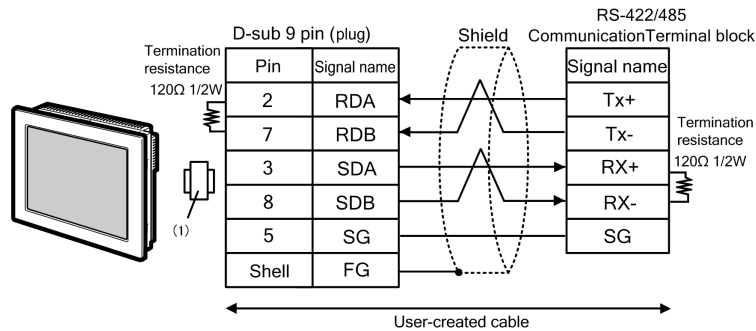 RS-422/485
D-sub 9 pin (plug)
Shield
CommunicationTerminal block
Termination
resistance
120Ω 1/2W
Pin Signal name
Signal name
2 RDA
Tx+
7 RDB
Tx-
Termination
resistance
120Ω 1/2W
3 SDA
RX+
8 SDB
RX-
(1)
5 SG
SG
Shell FG
User-created cable